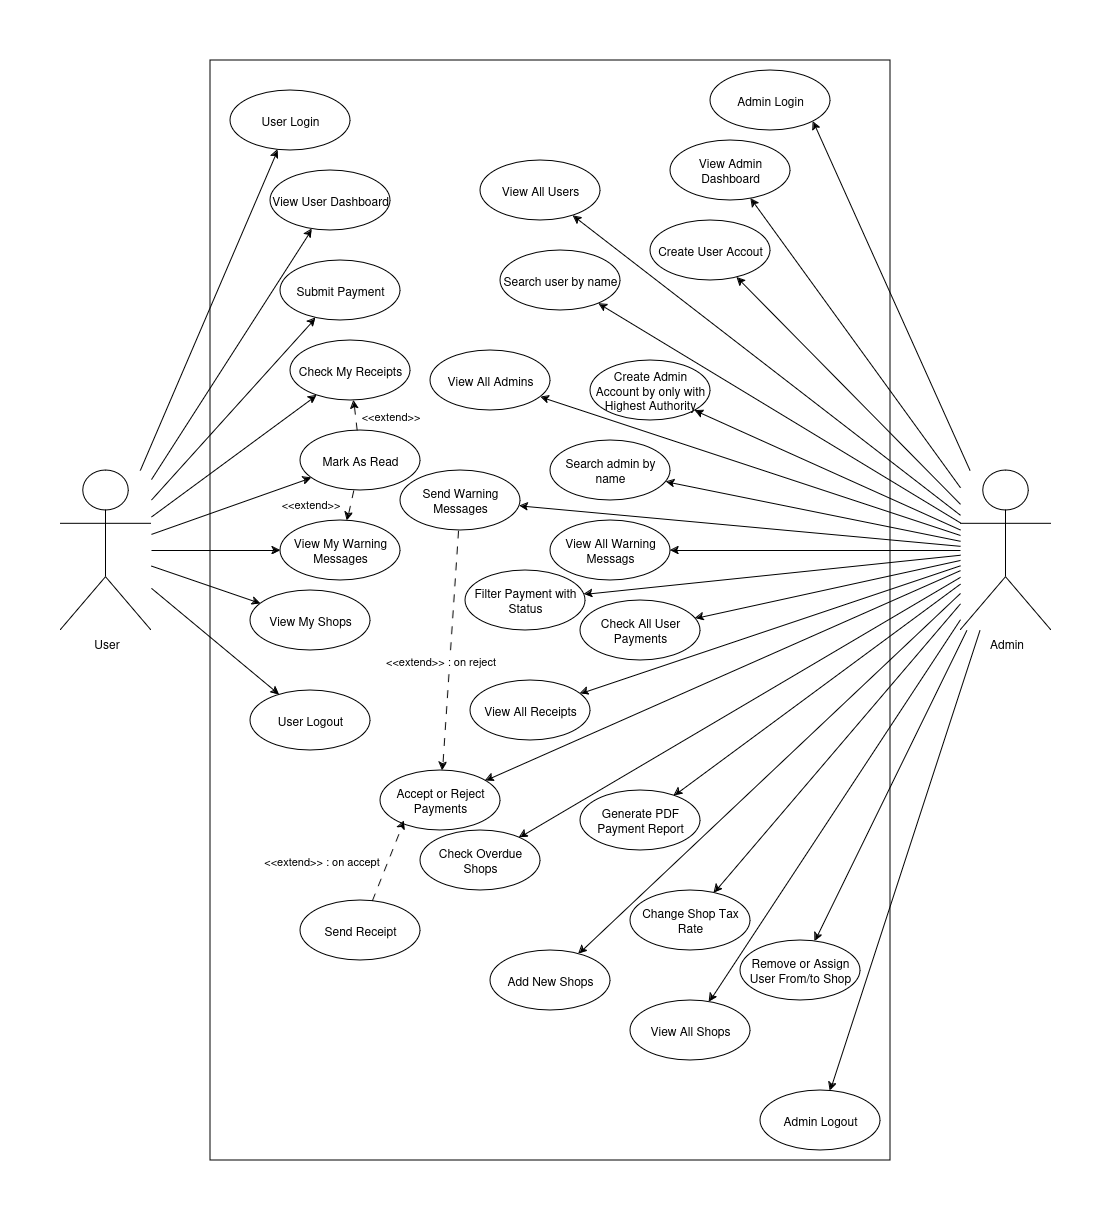 Admin Login
User Login
View Admin
Dashboard
View All Users
View User Dashboard
Create User Accout
Search user by name
Submit Payment
Check My Receipts
View All Admins
Create Admin
Account by only with
Highest Authority
<<extend>>
Mark As Read
Search admin by
name
Send Warning
Messages
<<extend>>
View My Warning
Messages
View All Warning
Messags
Filter Payment with
Status
View My Shops
Check All User
Payments
User
Admin
<<extend>> : on reject
View All Receipts
User Logout
Accept or Reject
Payments
Generate PDF
Payment Report
Check Overdue
Shops
<<extend>> : on accept
Change Shop Tax
Rate
Send Receipt
Remove or Assign
User From/to Shop
Add New Shops
View All Shops
Admin Logout